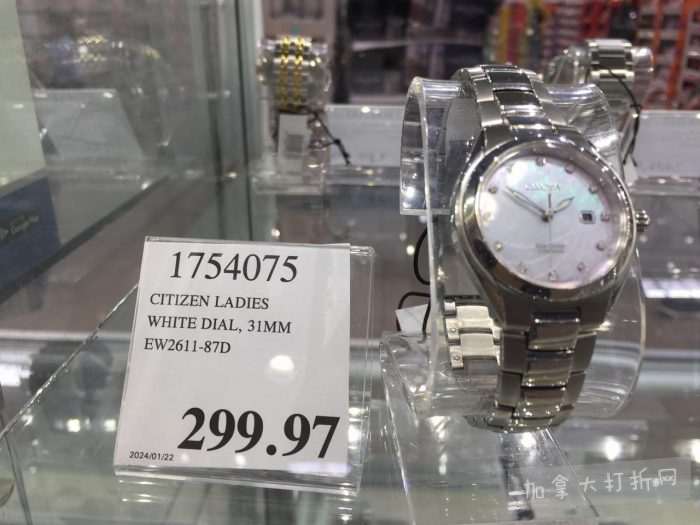 1754075
CITIZEN LADIES
WHITE DIAL, 31MM
EW2611-87D
299.97
2024/01/22
CITIZEN
加拿大打折网